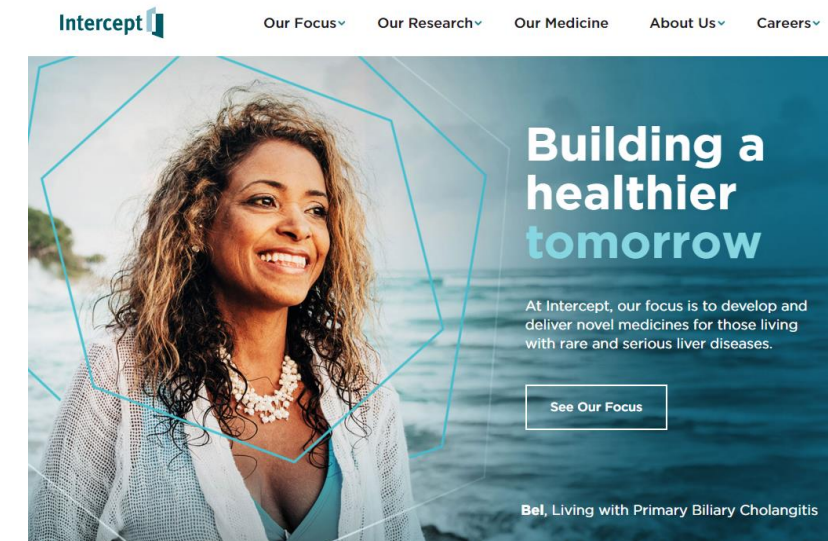 Intercept
Our Focus
Our Research
Our Medicine
About Us
Careers
Building a
healthier
tomorrow
At Intercept, our focus is to develop and
deliver novel medicines for those living
with rare and serious liver diseases.
See Our Focus
Bel, Living with Primary Biliary Cholangitis